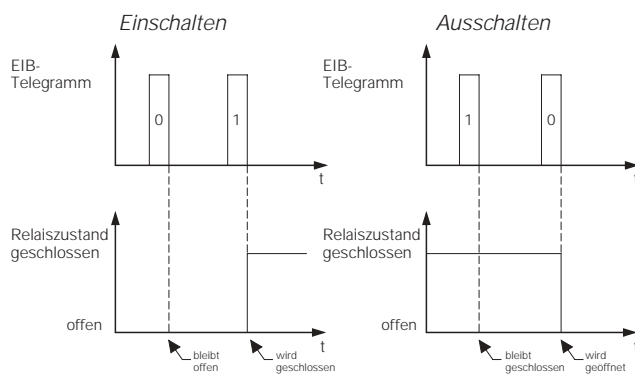 Einschalten
EIB-
Telegramm
0
1
t
Relaiszustand
geschlossen
offen
bleibt
offen
wird
geschlossen
t
Ausschalten
EIB-
Telegramm
1
0
t
Relaiszustand
geschlossen
offen
bleibt
geschlossen
wird
geöffnet
t